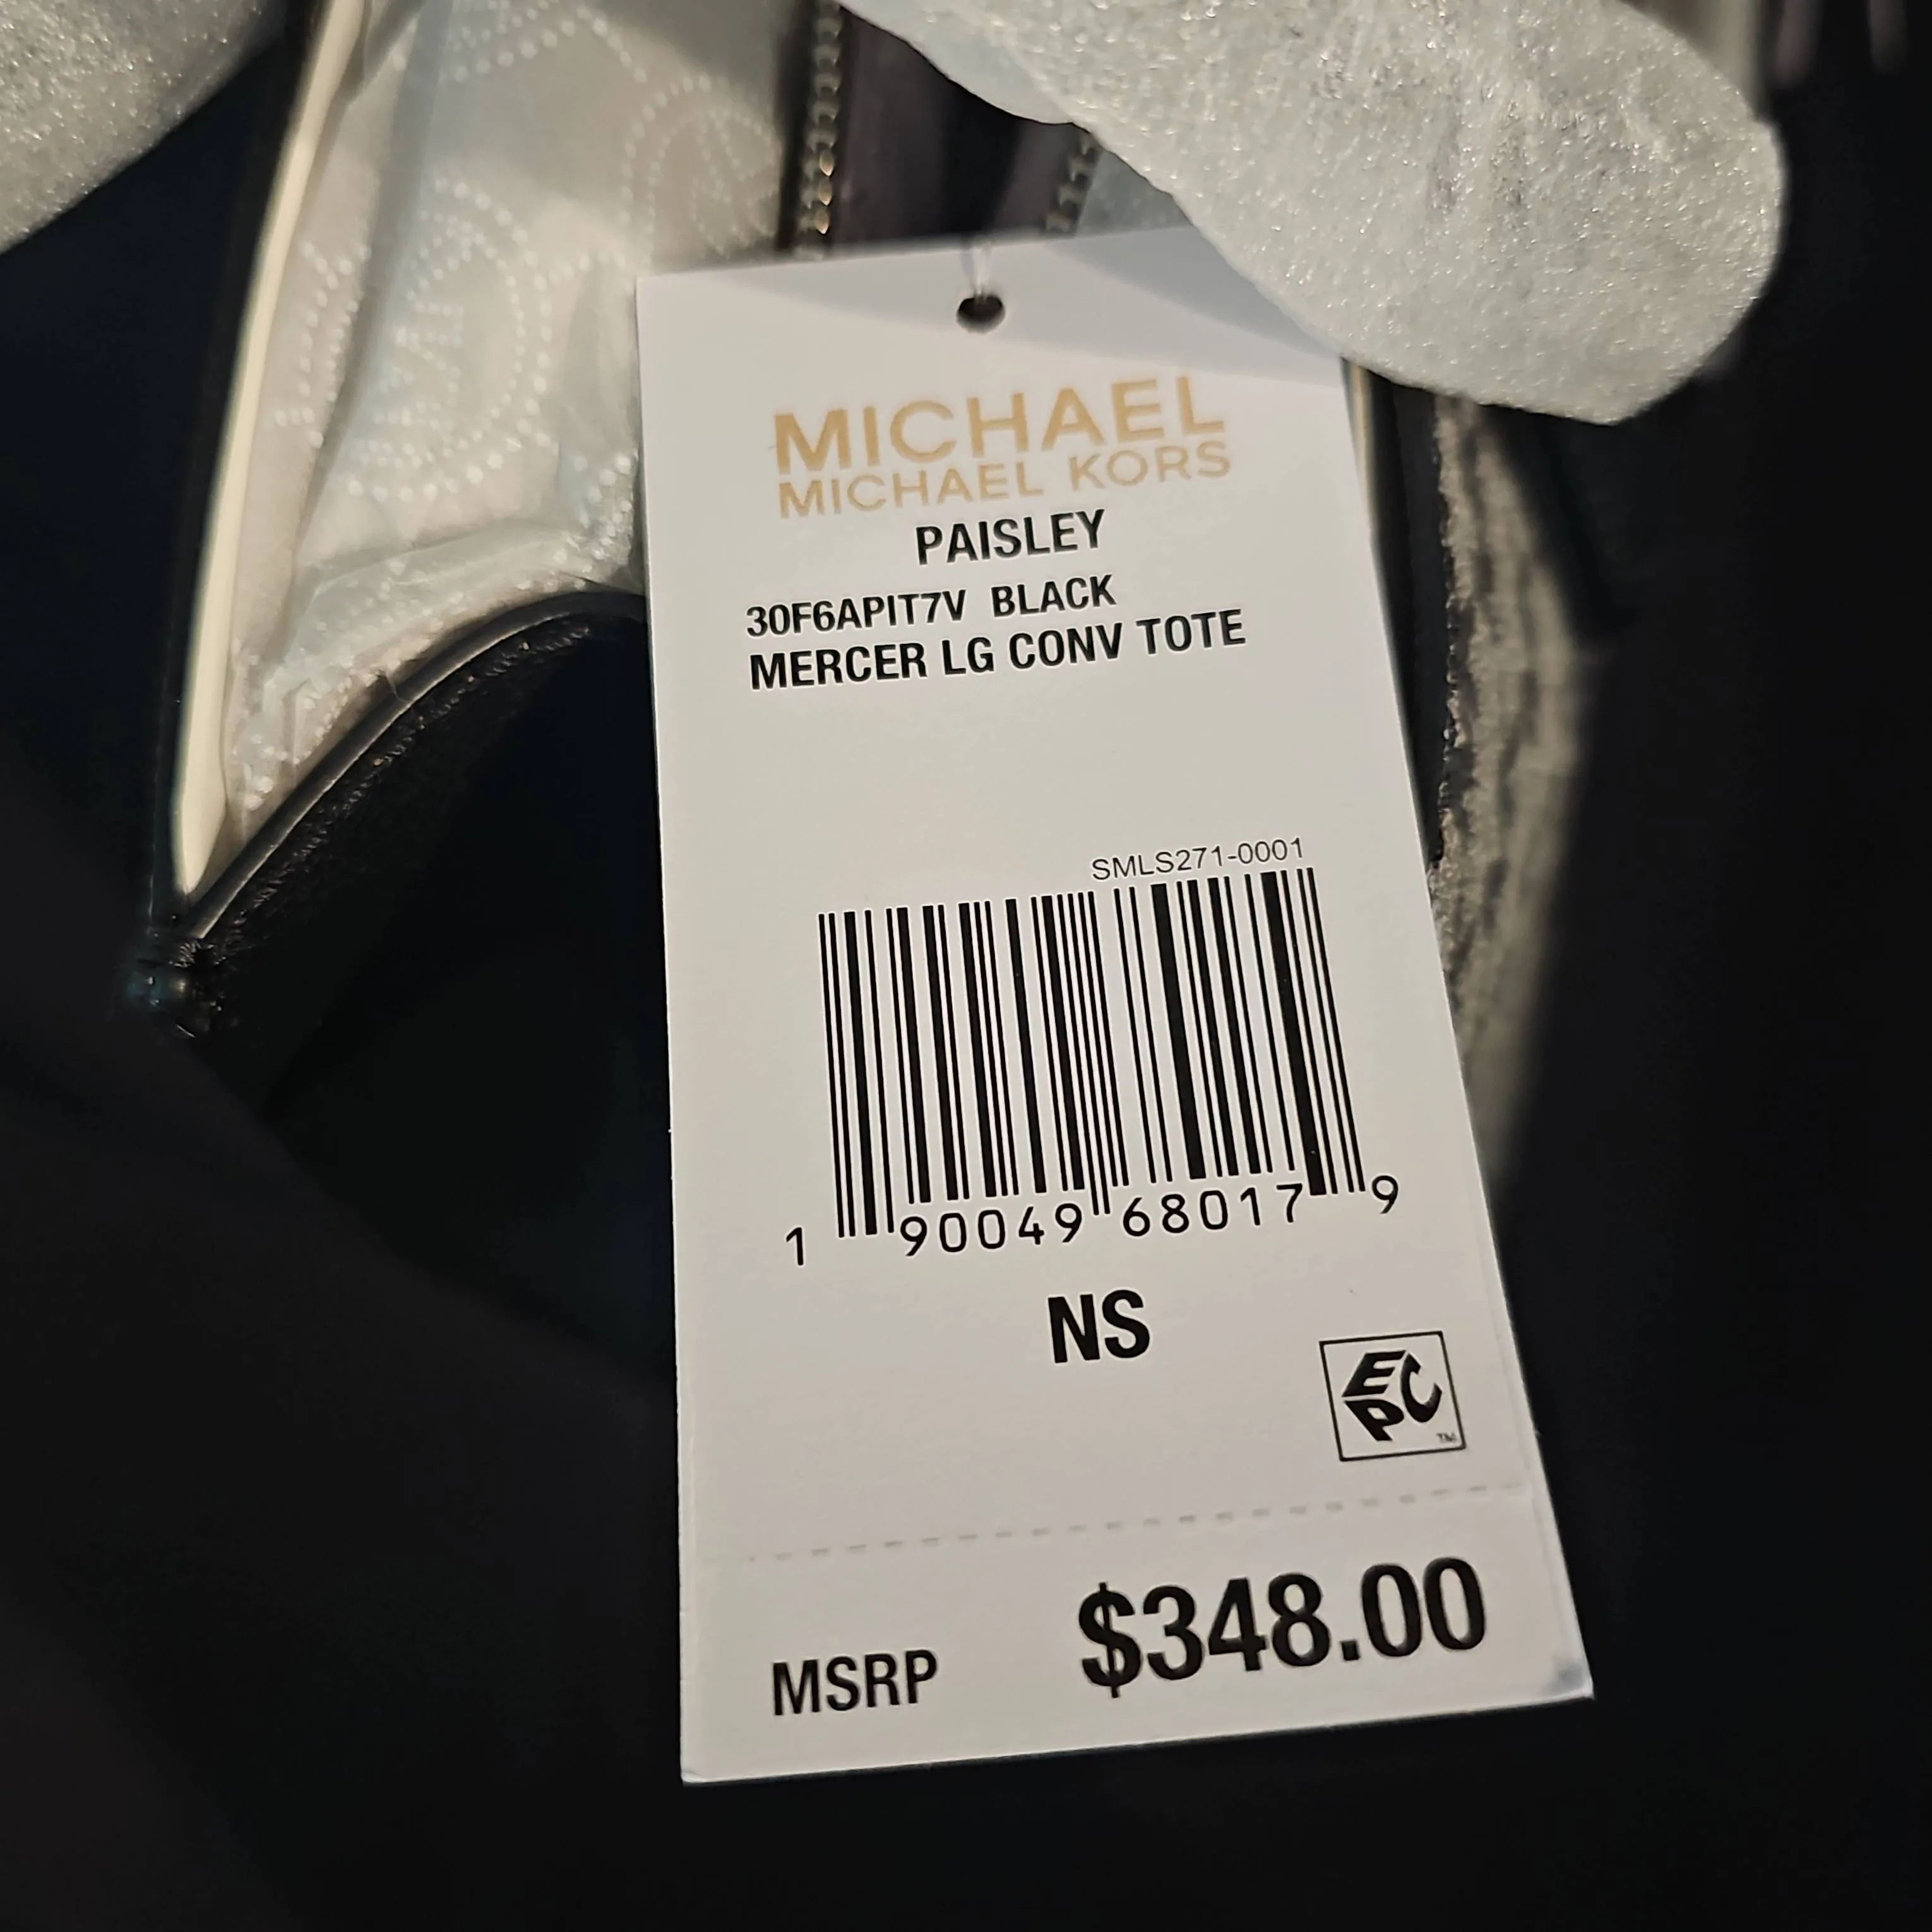 MICHAEL
MICHAEL KORS
PAISLEY
30F6APIT7V BLACK
MERCER LG CONV TOTE
SMLS271-0001
1 90049 68017 9
NS
EPC
TM
MSRP $348.00